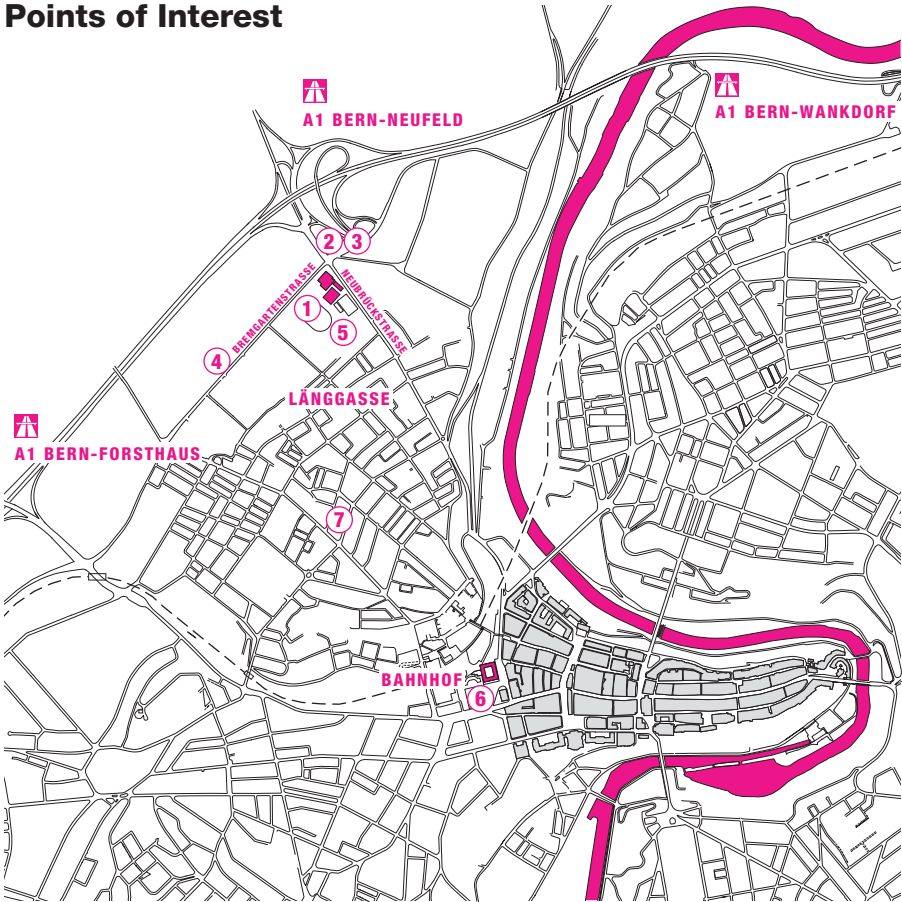 Points of Interest
A1 BERN-NEUFELD
A1 BERN-WANKDORF
2
3
BREMGARTENSTRASSE
NEUBRÜCKSTRASSE
1
5
4
LÄNGGASSE
A1 BERN-FORSTHAUS
7
BAHNHOF
6